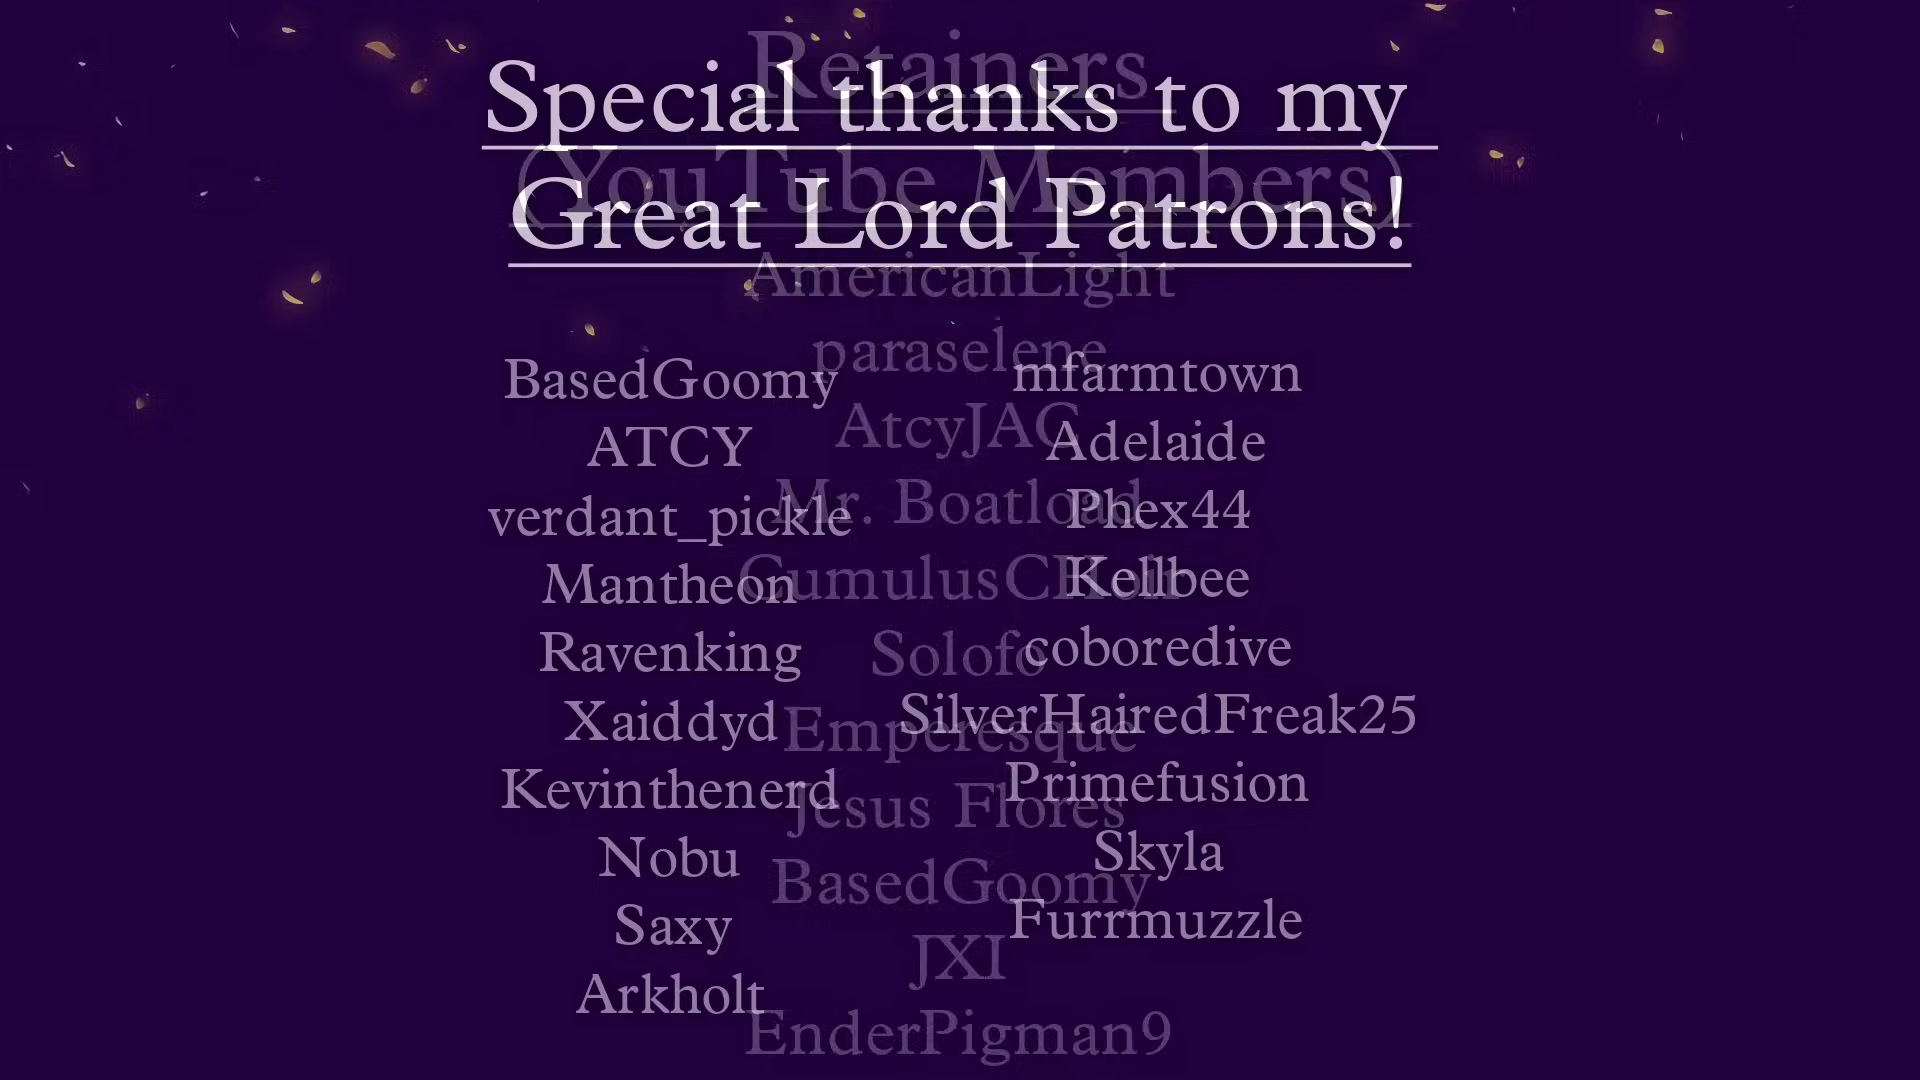 Special thanks to my
Great Lord Patrons!
BasedGoomy
ATCY
verdant_pickle
Mantheon
Ravenking
Xaiddyd
Kevinthenerd
Nobu
Saxy
Arkholt
mfarmtown
Adelaide
Phex44
Kellbee
coboredive
SilverHairedFreak25
Primefusion
Skyla
Furrmuzzle
Retainers
(YouTube Members)
AmericanLight
paraselene
Mr. Boatload
Solofo
Emperesque
Jesus Flores
BasedGoomy
JXI
EnderPigman9